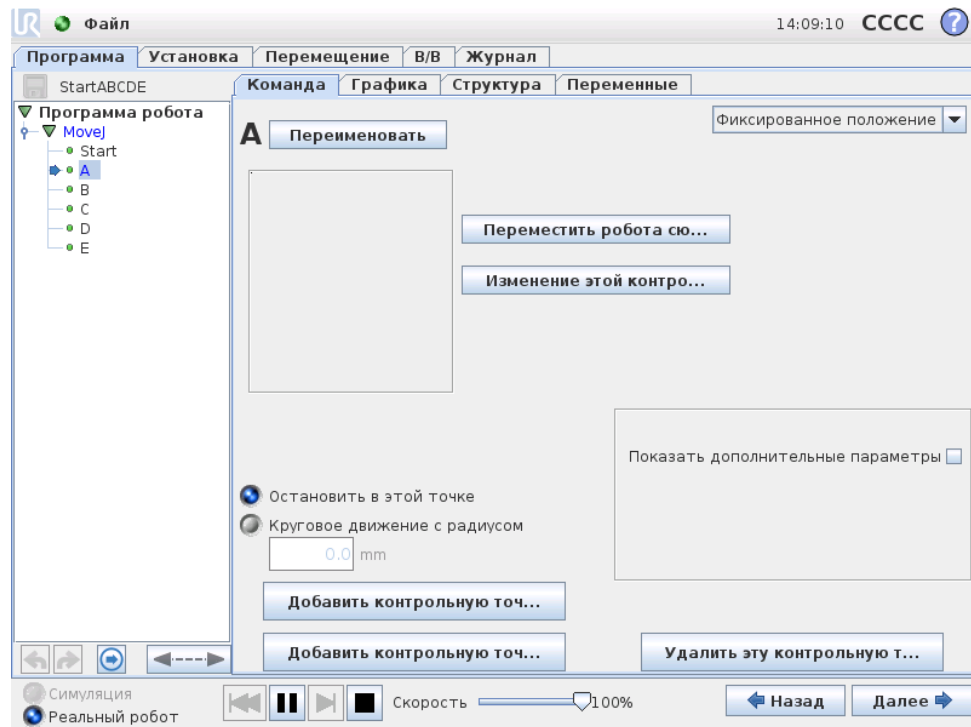 UR Файл 14:09:10 CCCC ?
Программа Установка Перемещение В/В Журнал
StartABCDE
Команда Графика Структура Переменные
Программа робота
MoveJ
Start
A
B
C
D
E
A Переименовать
Фиксированное положение
Переместить робота сю...
Изменение этой контро...
Показать дополнительные параметры
Остановить в этой точке
Круговое движение с радиусом
0.0 mm
Добавить контрольную точ...
Добавить контрольную точ...
Удалить эту контрольную т...
Симуляция
Реальный робот
Скорость 100%
Назад
Далее